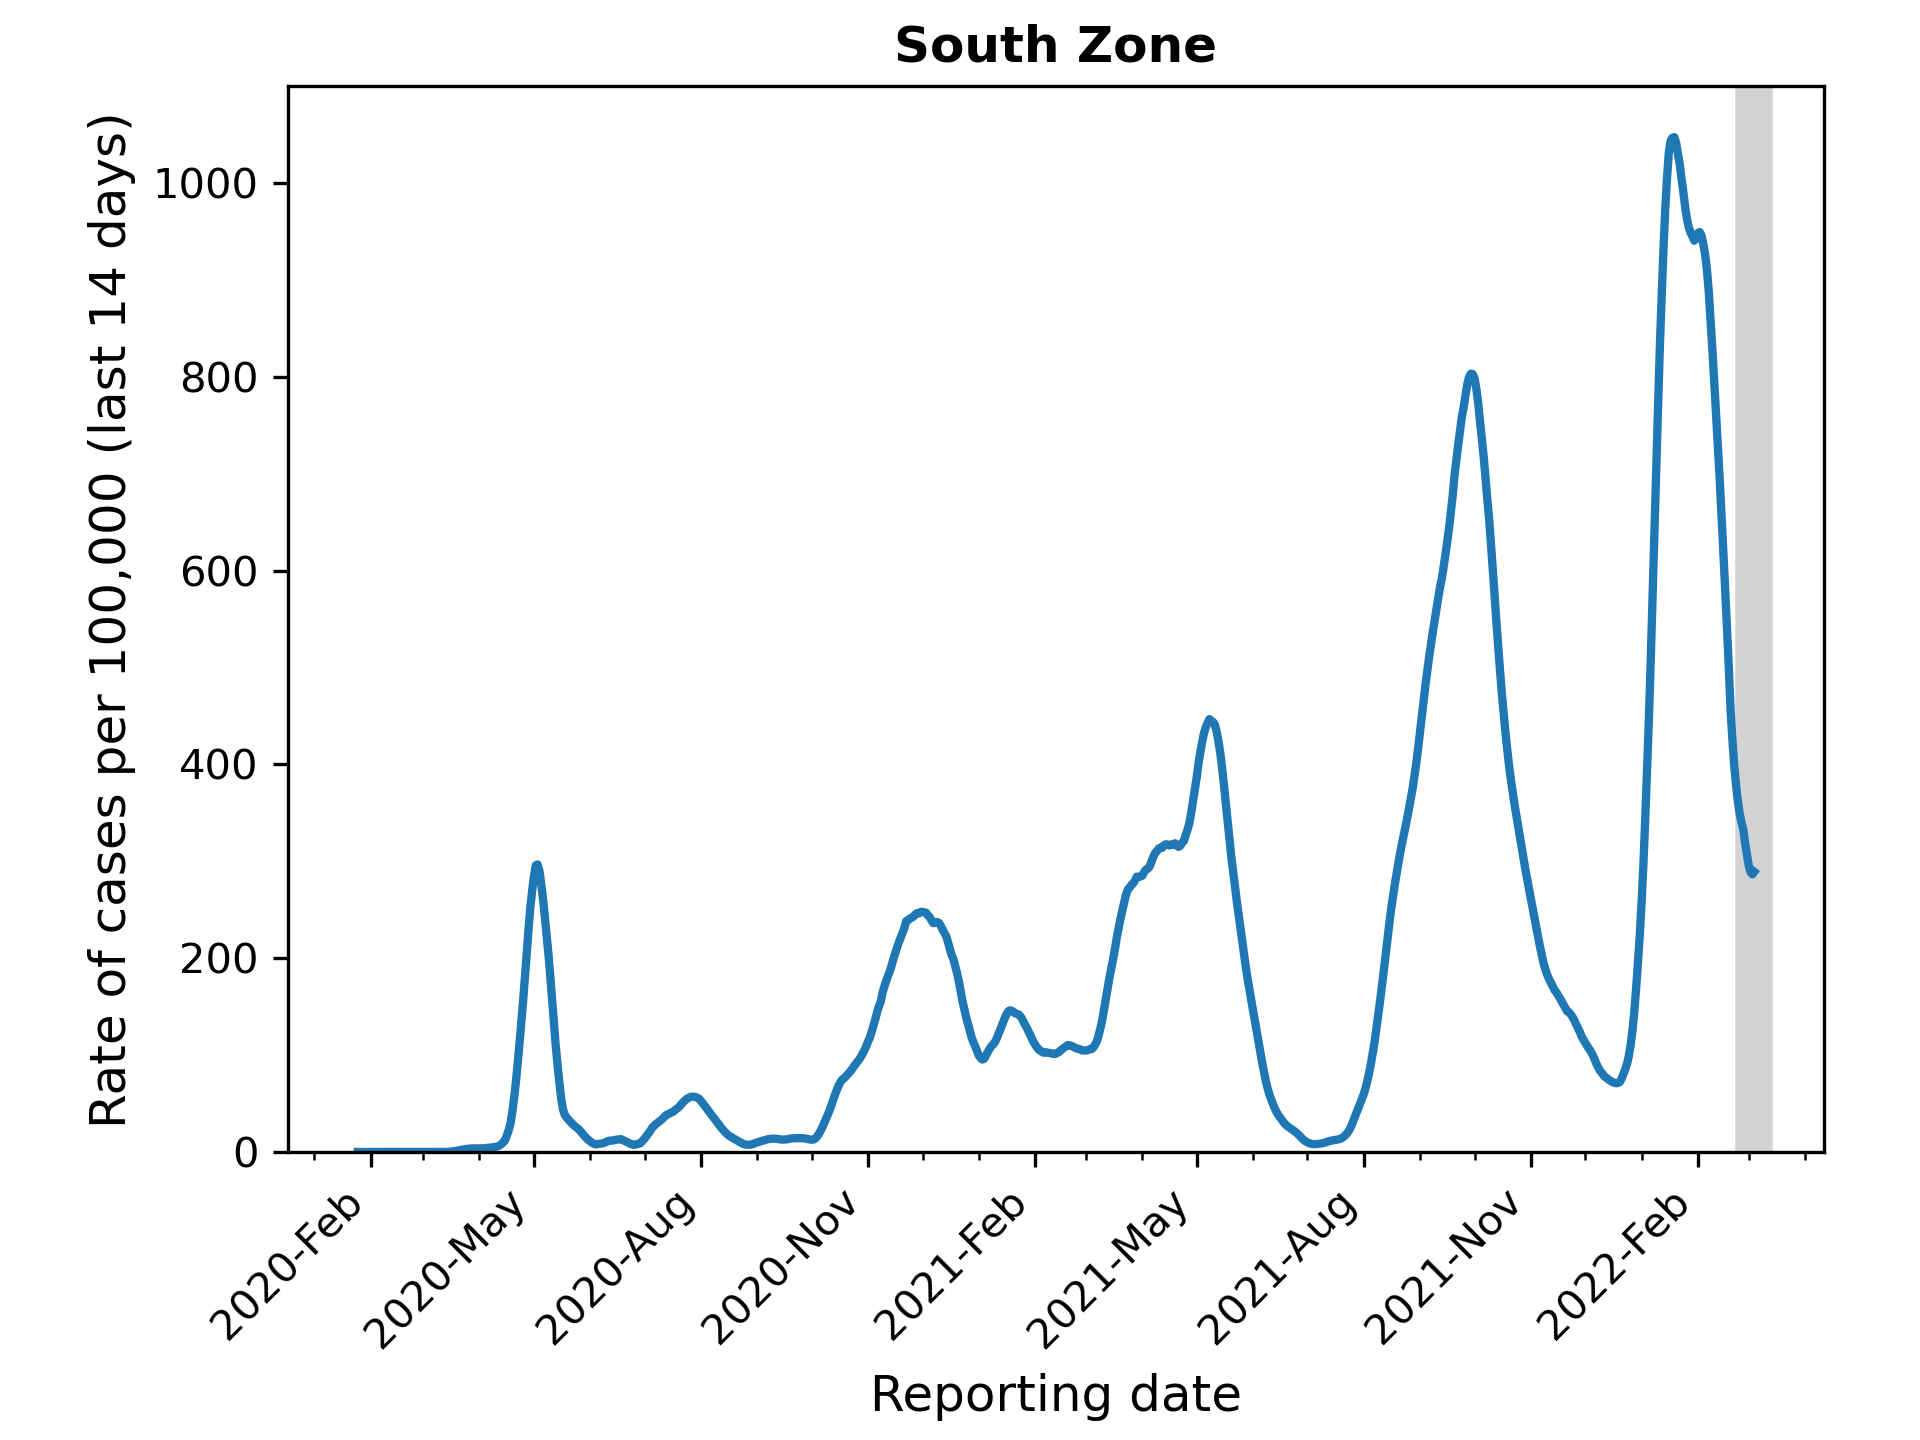 South Zone
Rate of cases per 100,000 (last 14 days)
1000
800
600
400
200
0
2020-Feb
2020-May
2020-Aug
2020-Nov
2021-Feb
2021-May
2021-Aug
2021-Nov
2022-Feb
Reporting date